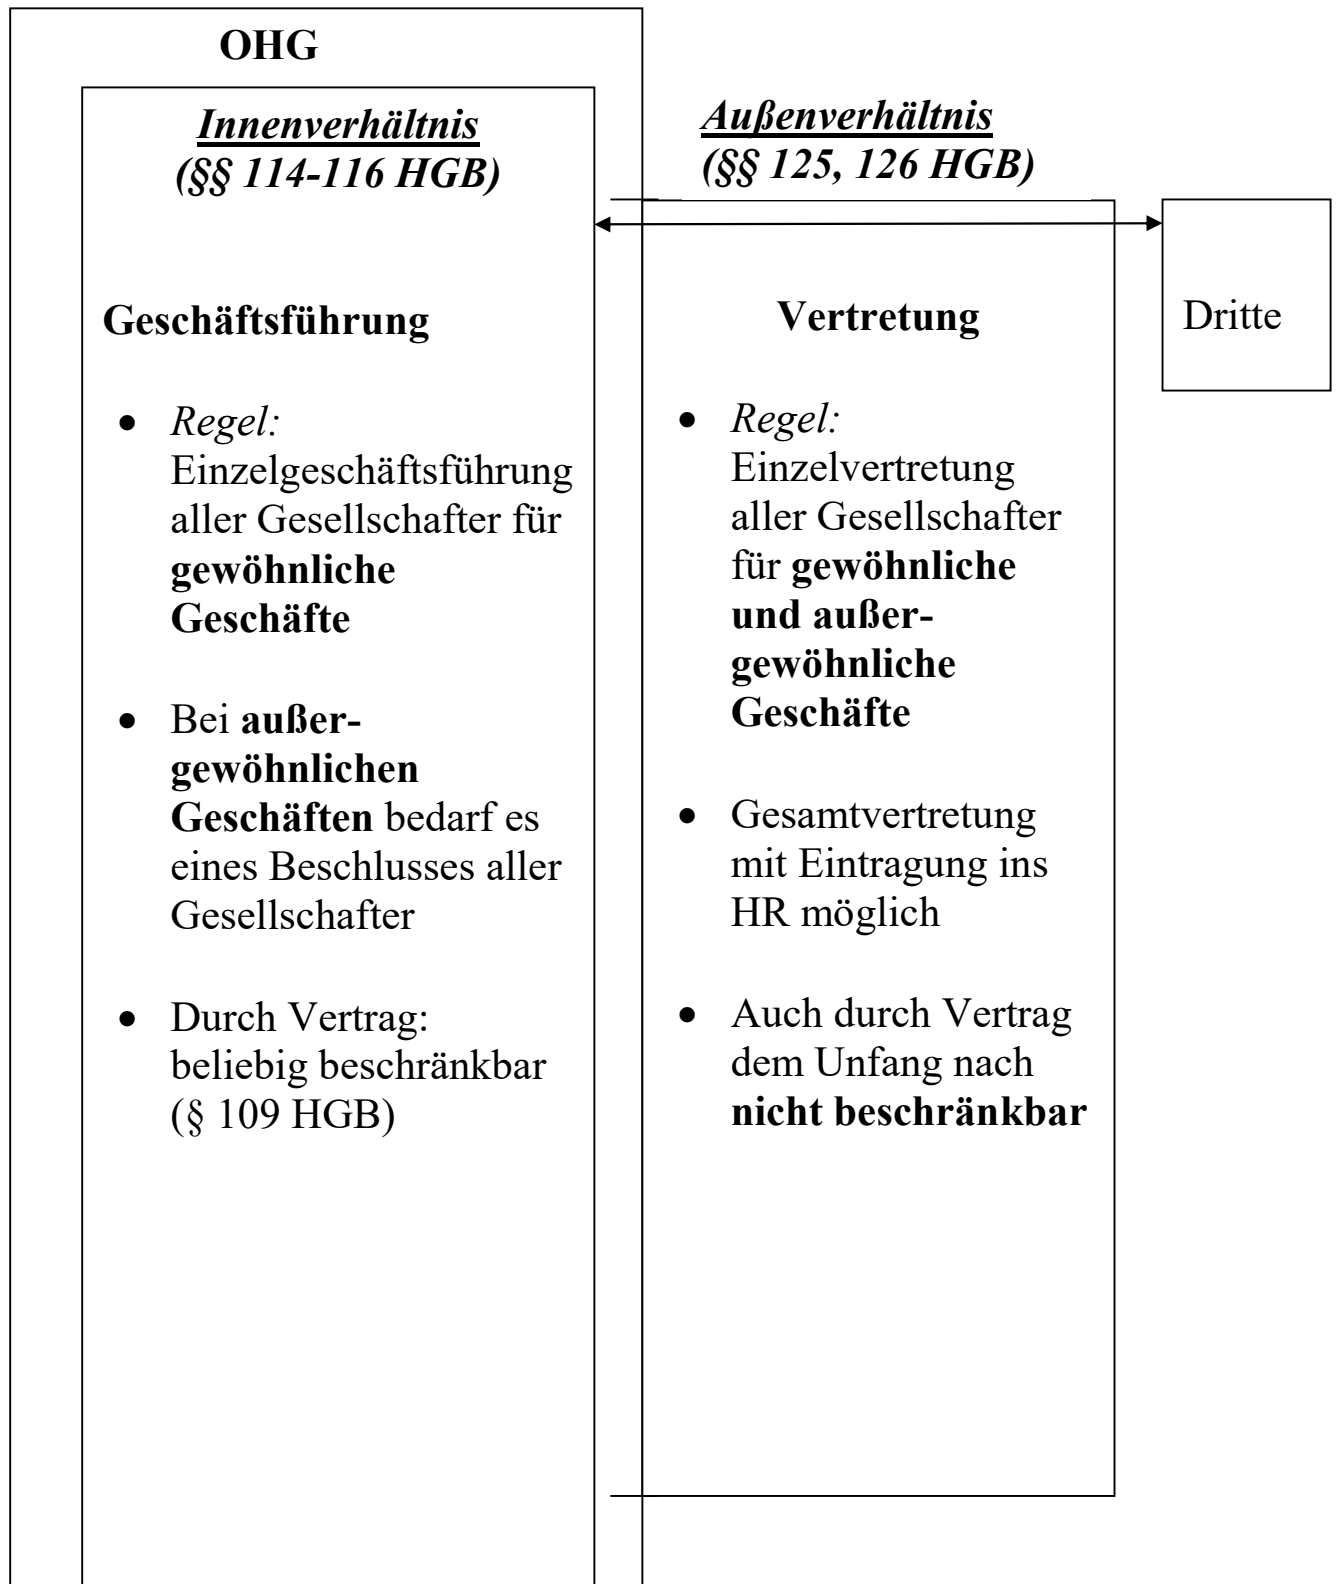 OHG
Innenverhältnis
(§§ 114-116 HGB)
Geschäftsführung
• Regel:
Einzelgeschäftsführung
aller Gesellschafter für
gewöhnliche
Geschäfte
• Bei außer-
gewöhnlichen
Geschäften bedarf es
eines Beschlusses aller
Gesellschafter
• Durch Vertrag:
beliebig beschränkbar
(§ 109 HGB)
Außenverhältnis
(§§ 125, 126 HGB)
Vertretung
• Regel:
Einzelvertretung
aller Gesellschafter
für gewöhnliche
und außer-
gewöhnliche
Geschäfte
• Gesamtvertretung
mit Eintragung ins
HR möglich
• Auch durch Vertrag
dem Unfang nach
nicht beschränkbar
Dritte